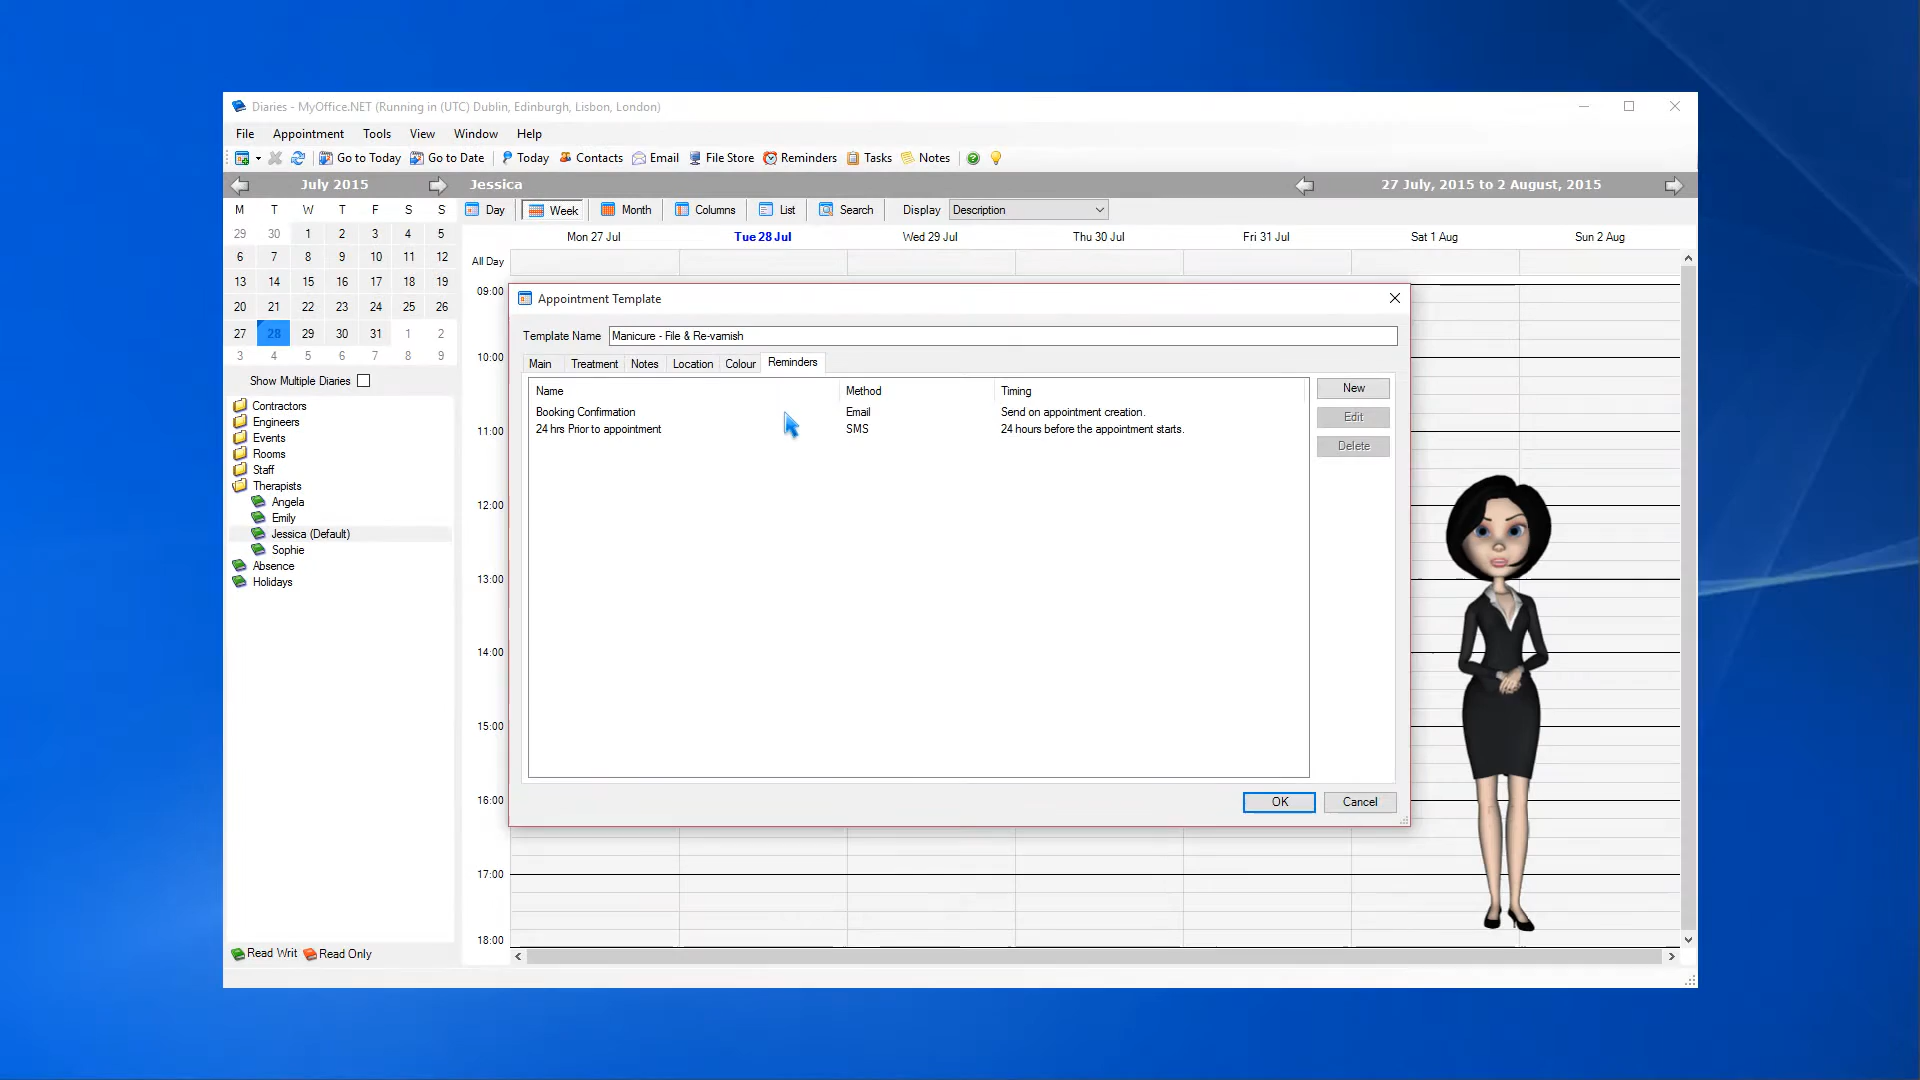 Diaries - MyOffice.NET (Running in (UTC) Dublin, Edinburgh, Lisbon, London)
File Appointment Tools View Window Help
Go to Today Go to Date Today Contacts Email File Store Reminders Tasks Notes
July 2015 Jessica 27 July, 2015 to 2 August, 2015
M T W T F S S Day Week Month Columns List Search Display Description
29 30 1 2 3 4 5 Mon 27 Jul Tue 28 Jul Wed 29 Jul Thu 30 Jul Fri 31 Jul Sat 1 Aug Sun 2 Aug
6 7 8 9 10 11 12 All Day
13 14 15 16 17 18 19 09:00
20 21 22 23 24 25 26
27 28 29 30 31 1 2
3 4 5 6 7 8 9 10:00
Show Multiple Diaries
Contractors
Engineers
Events 11:00
Rooms
Staff
Therapists
Angela 12:00
Emily
Jessica (Default)
Sophie
Absence
Holidays 13:00
14:00
15:00
16:00
17:00
18:00
Appointment Template
Template Name Manicure - File & Re-varnish
Main Treatment Notes Location Colour Reminders
Name Method Timing New
Booking Confirmation Email Send on appointment creation. Edit
24 hrs Prior to appointment SMS 24 hours before the appointment starts.
Delete
OK Cancel
Read Writ Read Only